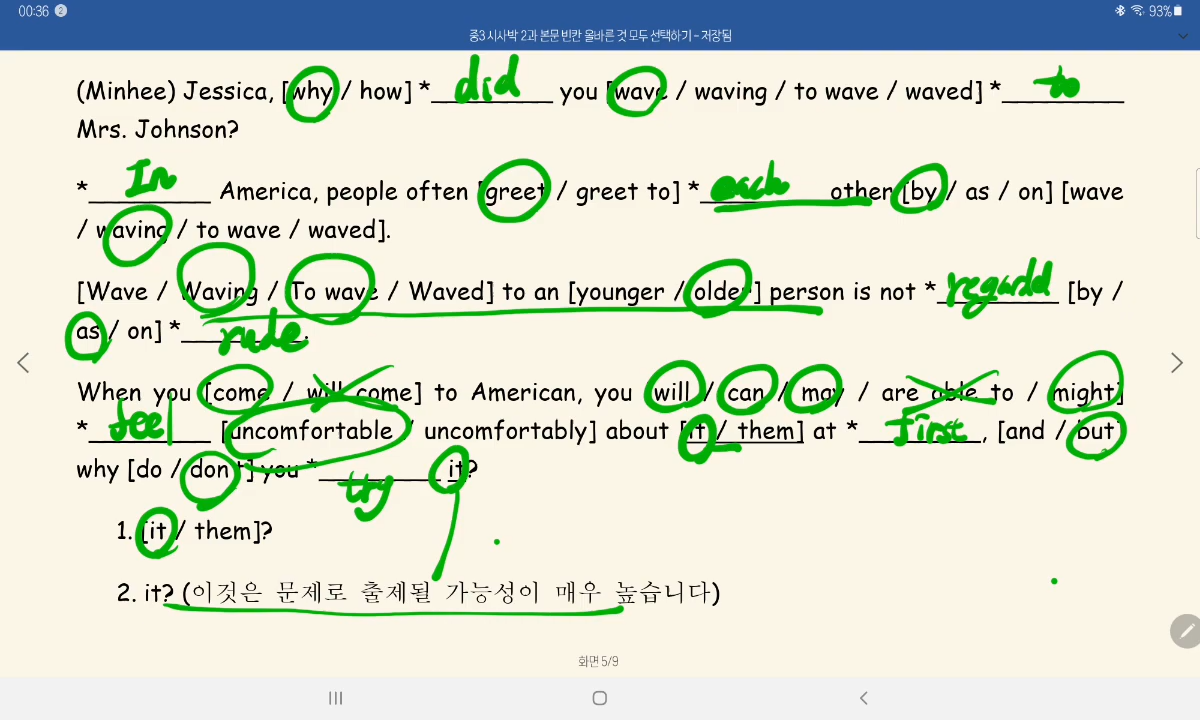 00:36 2 93%
중3 시사박 2과 본문 빈칸 올바른 것 모두 선택하기 - 저장됨
(Minhee) Jessica, [why / how] *did you [wave / waving / to wave / waved] *to
Mrs. Johnson?
*In America, people often [greet / greet to] *each other [by / as / on] [wave
/ waving / to wave / waved].
[Wave / Waving / To wave / Waved] to an [younger / older] person is not *regardd [by /
as / on] *rude.
When you [come / will come] to American, you [will / can / may / are able to / might]
*feel [uncomfortable / uncomfortably] about [it / them] at *first, [and / but]
why [do / don't] you *try it?
1. [it / them]?
2. it? (이것은 문제로 출제될 가능성이 매우 높습니다)
화면 5/9